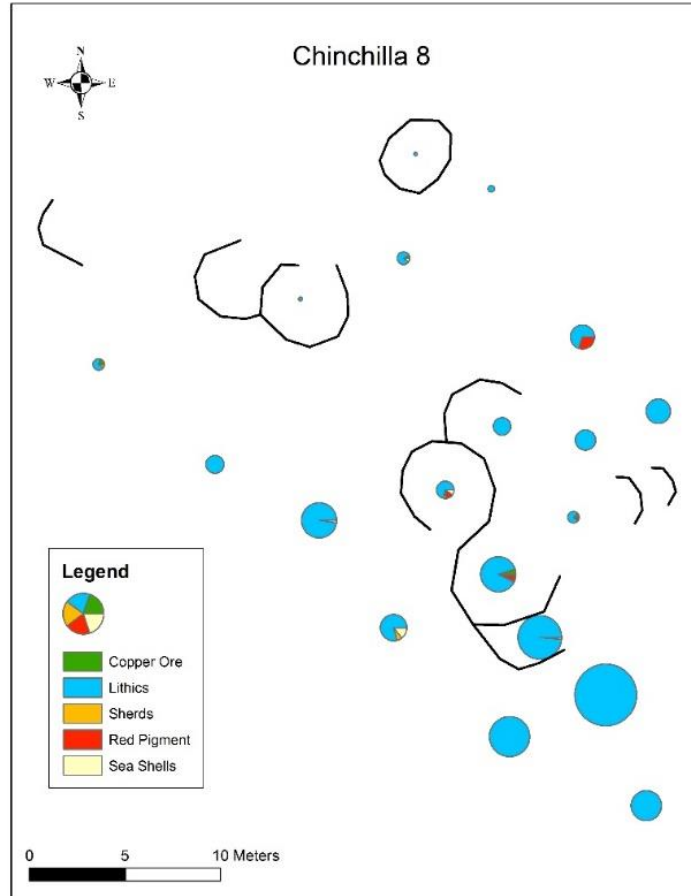 Chinchilla 8
N
W E
S
Legend
Copper Ore
Lithics
Sherds
Red Pigment
Sea Shells
0 5 10 Meters